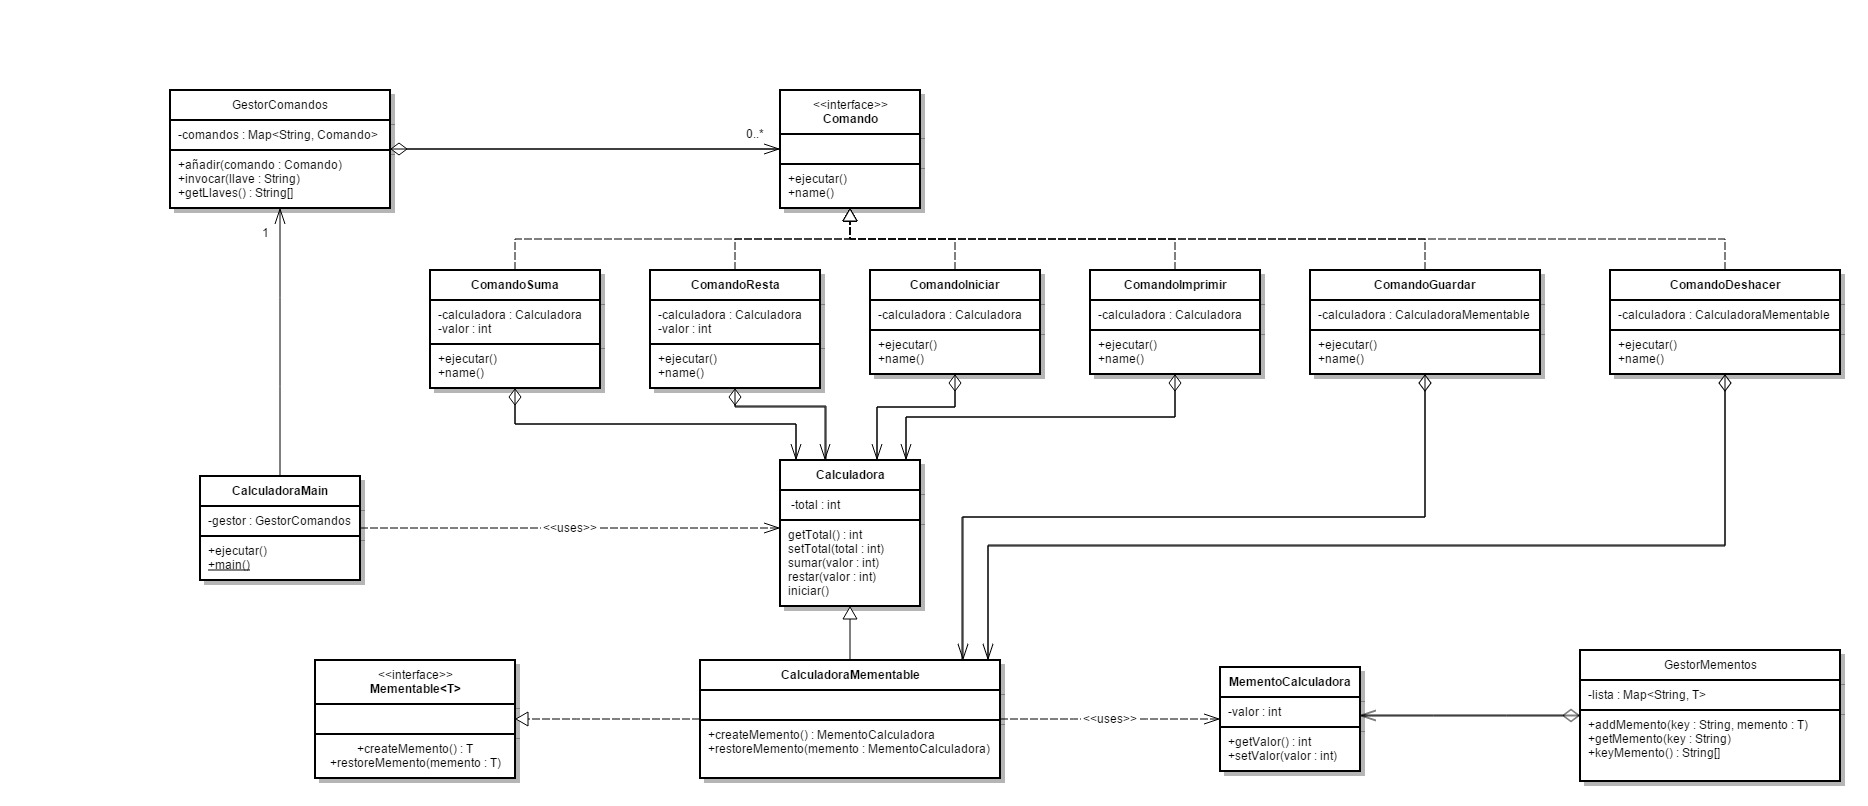 GestorComandos
-comandos : Map<String, Comando>
+añadir(comando : Comando)
+invocar(llave : String)
+getLlaves() : String[]
0..*
<<interface>>
Comando
+ejecutar()
+name()
1
ComandoSuma
-calculadora : Calculadora
-valor : int
+ejecutar()
+name()
ComandoResta
-calculadora : Calculadora
-valor : int
+ejecutar()
+name()
ComandoIniciar
-calculadora : Calculadora
+ejecutar()
+name()
ComandoImprimir
-calculadora : Calculadora
+ejecutar()
+name()
ComandoGuardar
-calculadora : CalculadoraMementable
+ejecutar()
+name()
ComandoDeshacer
-calculadora : CalculadoraMementable
+ejecutar()
+name()
CalculadoraMain
-gestor : GestorComandos
+ejecutar()
+main()
<<uses>>
Calculadora
-total : int
getTotal() : int
setTotal(total : int)
sumar(valor : int)
restar(valor : int)
iniciar()
<<interface>>
Mementable<T>
+createMemento() : T
+restoreMemento(memento : T)
CalculadoraMementable
+createMemento() : MementoCalculadora
+restoreMemento(memento : MementoCalculadora)
<<uses>>
MementoCalculadora
-valor : int
+getValor() : int
+setValor(valor : int)
GestorMementos
-lista : Map<String, T>
+addMemento(key : String, memento : T)
+getMemento(key : String)
+keyMemento() : String[]